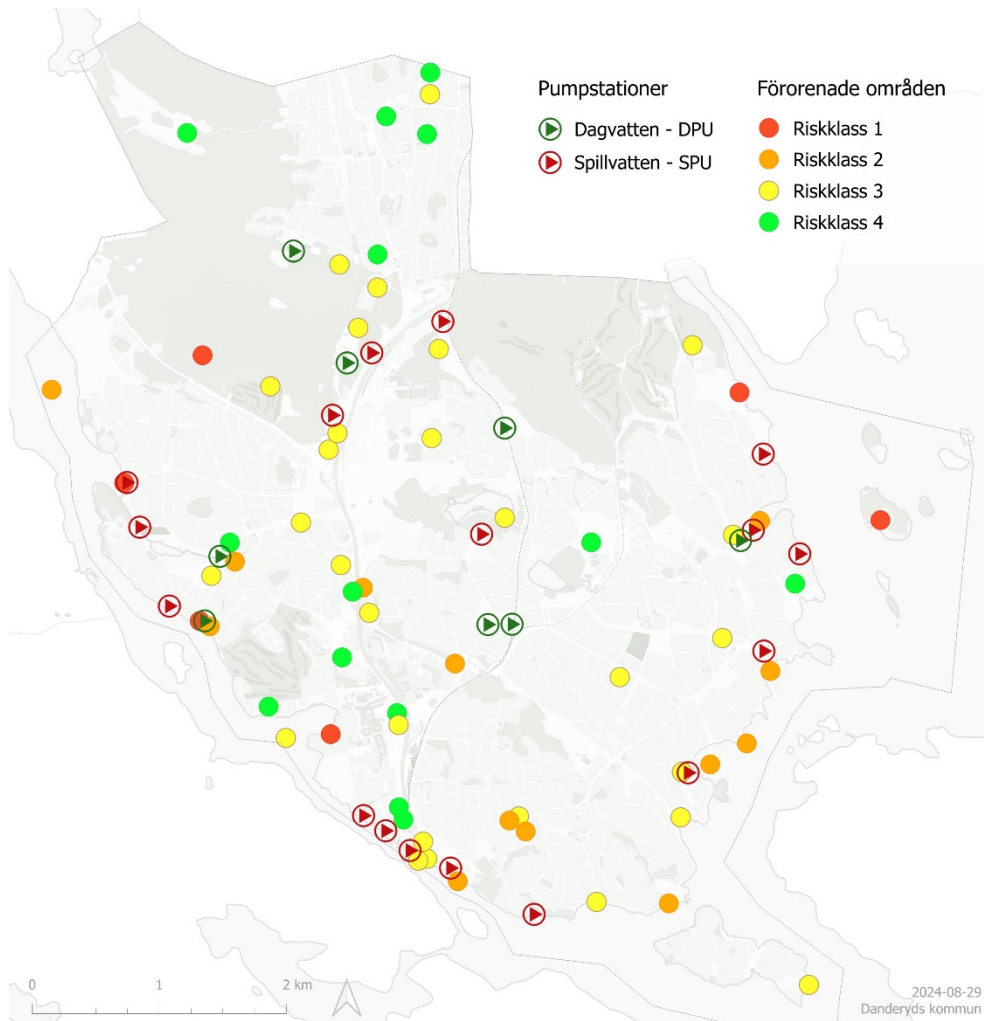 Pumpstationer
Dagvatten - DPU
Spillvatten - SPU
Förorenade områden
Riskklass 1
Riskklass 2
Riskklass 3
Riskklass 4
0 1 2 km
2024-08-29
Danderyds kommun